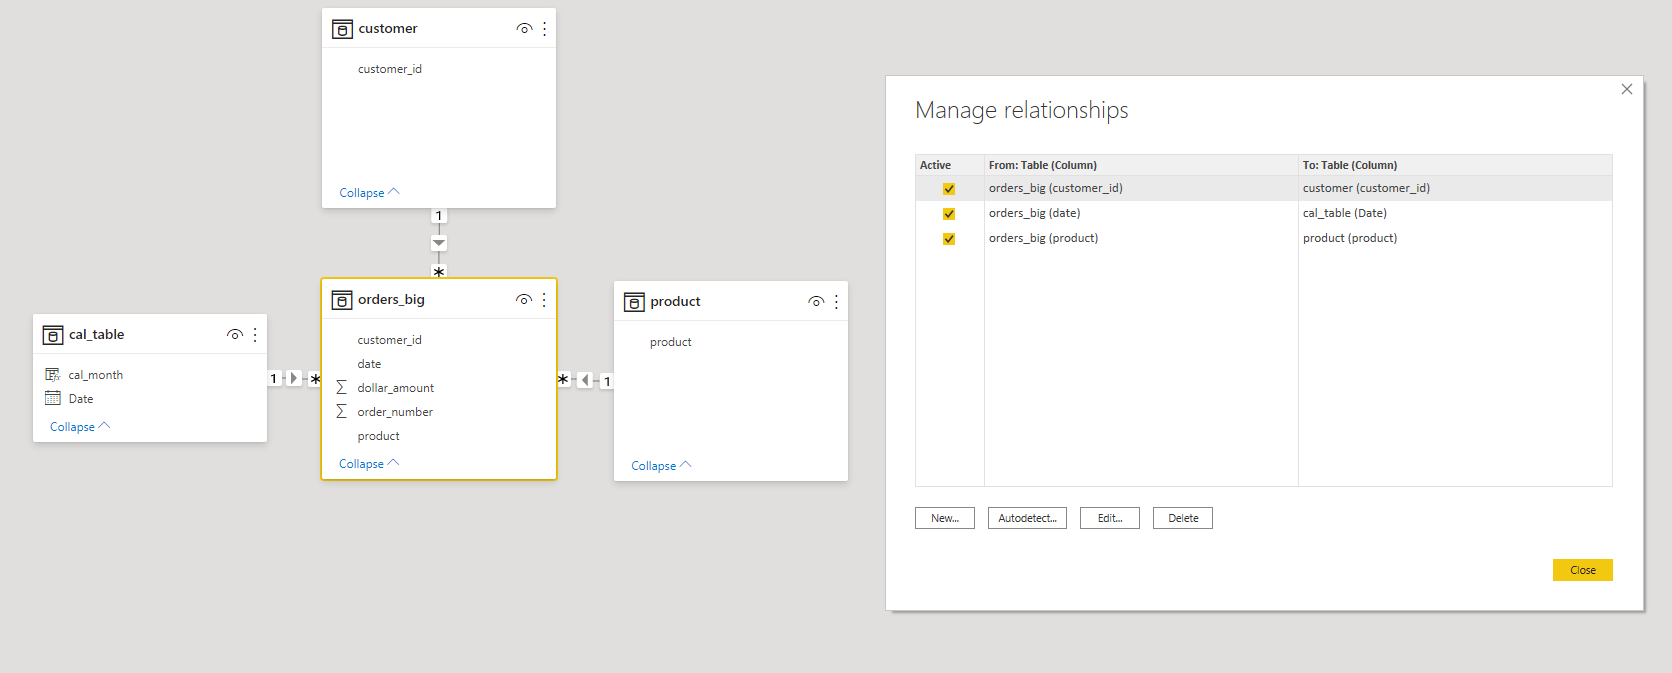 customer
customer_id
Collapse
1
*
orders_big
customer_id
date
dollar_amount
order_number
product
Collapse
cal_table
cal_month
Date
Collapse
1
*
product
product
Collapse
*
1
Manage relationships
Active From: Table (Column) To: Table (Column)
orders_big (customer_id) customer (customer_id)
orders_big (date) cal_table (Date)
orders_big (product) product (product)
New... Autodetect... Edit... Delete
Close